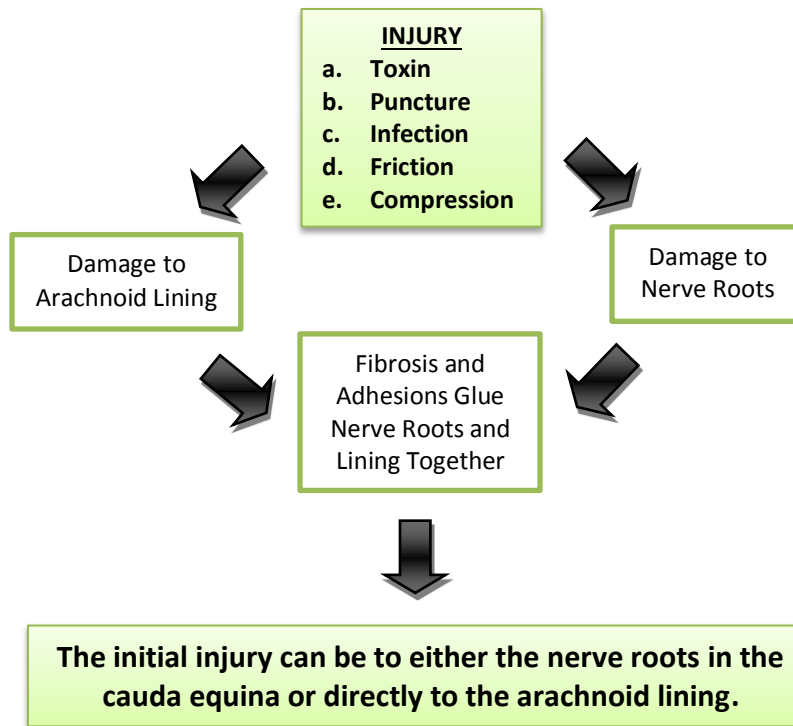 INJURY
a. Toxin
b. Puncture
c. Infection
d. Friction
e. Compression
Damage to
Arachnoid Lining
Damage to
Nerve Roots
Fibrosis and
Adhesions Glue
Nerve Roots and
Lining Together
The initial injury can be to either the nerve roots in the
cauda equina or directly to the arachnoid lining.